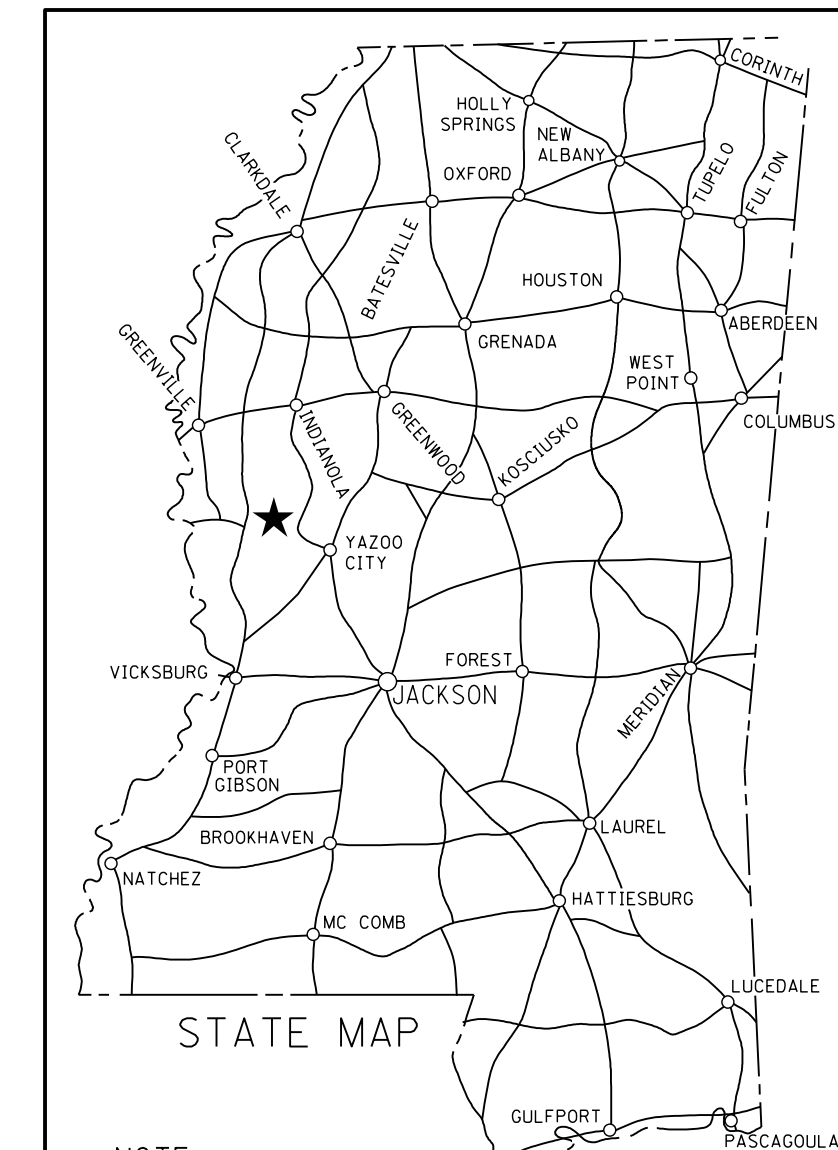 CORINTH
HOLLY
SPRINGS
NEW
ALBANY
CLARKDALE
OXFORD
TUPELO
FULTON
BATESVILLE
HOUSTON
ABERDEEN
GREENVILLE
GRENADA
WEST
POINT
COLUMBUS
INDIANOLA
GREENWOOD
KOSCIUSKO
YAZOO
CITY
VICKSBURG
FOREST
JACKSON
MERIDIAN
PORT
GIBSON
BROOKHAVEN
LAUREL
NATCHEZ
HATTIESBURG
MC COMB
LUCEDALE
STATE MAP
GULFPORT
PASCAGOULA
NOTE